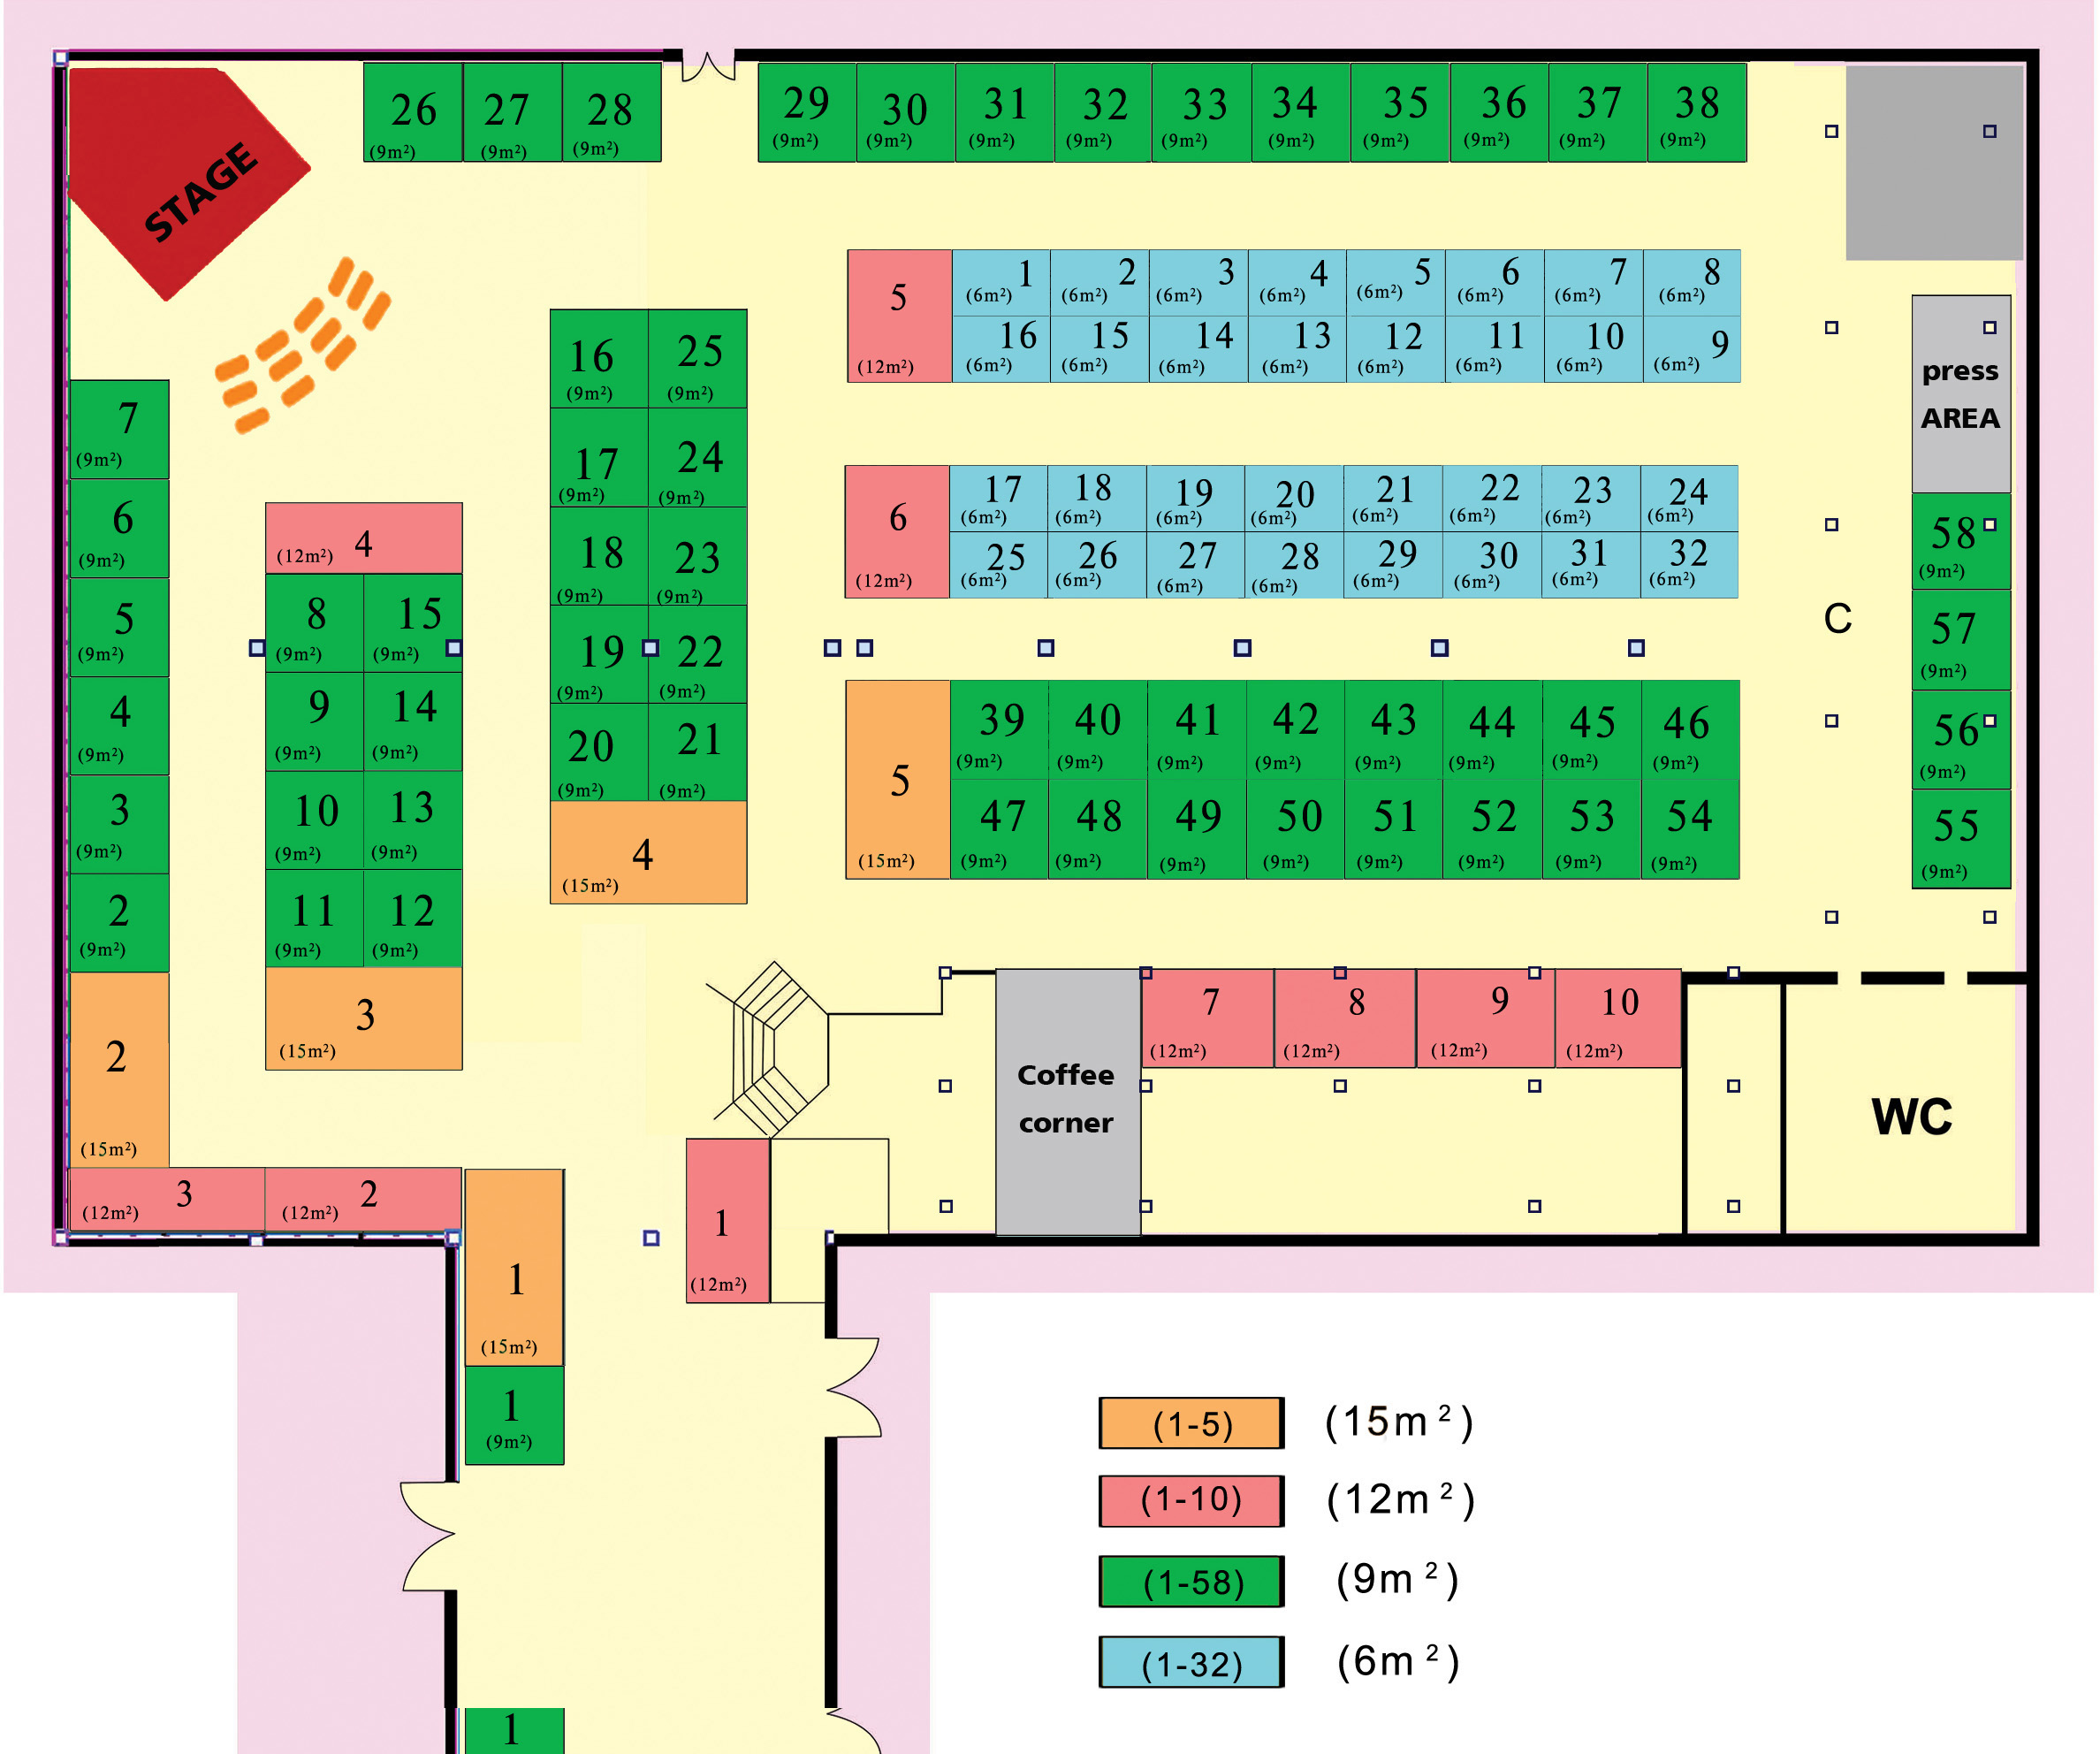 26 27 28 29 30 31 32 33 34 35 36 37 38
(9m²) (9m²) (9m²) (9m²) (9m²) (9m²) (9m²) (9m²) (9m²) (9m²) (9m²) (9m²) (9m²)
STAGE
5
(12m²)
1 2 3 4 5 6 7 8
(6m²) (6m²) (6m²) (6m²) (6m²) (6m²) (6m²) (6m²)
16 15 14 13 12 11 10 9
(6m²) (6m²) (6m²) (6m²) (6m²) (6m²) (6m²) (6m²)
press
AREA
16 25
(9m²) (9m²)
17 24
(9m²) (9m²)
18 23
(9m²) (9m²)
19 22
(9m²) (9m²)
20 21
(9m²) (9m²)
4
(15m²)
7
(9m²)
6
(9m²)
5
(9m²)
4
(9m²)
3
(9m²)
2
(9m²)
2
(15m²)
(12m²) 4
8 15
(9m²) (9m²)
9 14
(9m²) (9m²)
10 13
(9m²) (9m²)
11 12
(9m²) (9m²)
3
(15m²)
6
(12m²)
17 18 19 20 21 22 23 24
(6m²) (6m²) (6m²) (6m²) (6m²) (6m²) (6m²) (6m²)
25 26 27 28 29 30 31 32
(6m²) (6m²) (6m²) (6m²) (6m²) (6m²) (6m²) (6m²)
C
58
(9m²)
57
(9m²)
56
(9m²)
55
(9m²)
5
(15m²)
39 40 41 42 43 44 45 46
(9m²) (9m²) (9m²) (9m²) (9m²) (9m²) (9m²) (9m²)
47 48 49 50 51 52 53 54
(9m²) (9m²) (9m²) (9m²) (9m²) (9m²) (9m²) (9m²)
Coffee
corner
7 8 9 10
(12m²) (12m²) (12m²) (12m²)
WC
3 2
(12m²) (12m²)
1
(15m²)
1
(12m²)
1
(9m²)
1
(1-5) (15m²)
(1-10) (12m²)
(1-58) (9m²)
(1-32) (6m²)